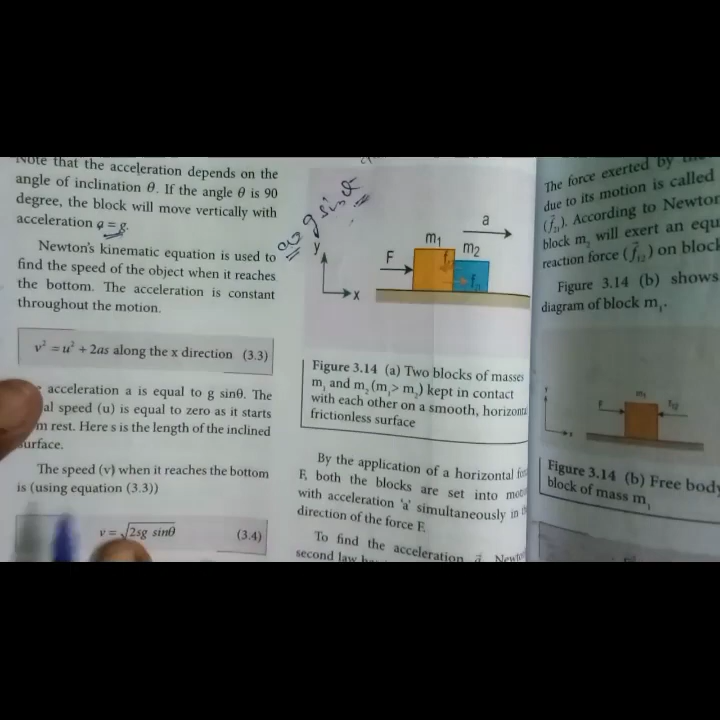 Note that the acceleration depends on the
angle of inclination θ. If the angle θ is 90
degree, the block will move vertically with
acceleration a = g.
Newton's kinematic equation is used to
find the speed of the object when it reaches
the bottom. The acceleration is constant
throughout the motion.
v² = u² + 2as along the x direction (3.3)
acceleration a is equal to g sinθ. The
al speed (u) is equal to zero as it starts
m rest. Here s is the length of the inclined
surface.
The speed (v) when it reaches the bottom
is (using equation (3.3))
v = √2sg sinθ (3.4)
g sin θ
y
x
F
m₁
m₂
a
Figure 3.14 (a) Two blocks of masses
m₁ and m₂ (m₁> m₂) kept in contact
with each other on a smooth, horizonta
frictionless surface
By the application of a horizontal
F, both the blocks are set into
with acceleration 'a' simultaneously in
direction of the force F.
To find the acceleration a⃗, Newto
second law
The force exerted by
due to its motion is called
(f⃗₂₁). According to Newton
block m₂ will exert an equ
reaction force (f⃗₁₂) on block
Figure 3.14 (b) shows
diagram of block m₁.
F
m₁
f₁₂
Figure 3.14 (b) Free body
block of mass m₁